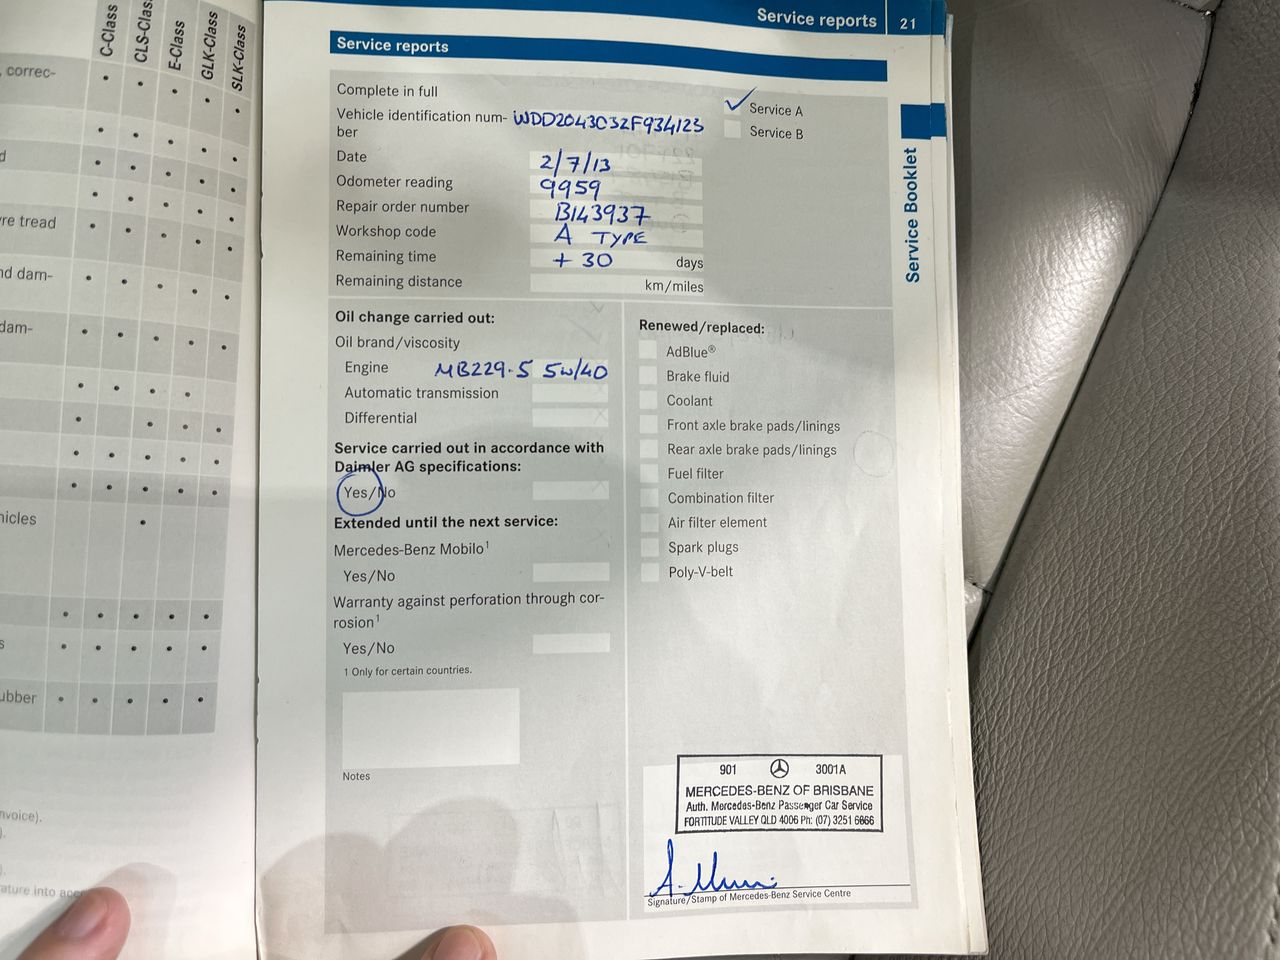 C-Class
CLS-Class
E-Class
GLK-Class
SLK-Class
, correc-
yre tread
nd dam-
dam-
hicles
ubber
nvoice).
ature into
Service reports 21
Service reports
Service Booklet
Complete in full
Service A
Service B
Vehicle identification num-
ber
WDD2043032F934123
Date 2/7/13
Odometer reading 9959
Repair order number B143937
Workshop code A TYPE
Remaining time + 30 days
Remaining distance km/miles
Oil change carried out:
Oil brand/viscosity
Engine MB229.5 5W/40
Automatic transmission
Differential
Service carried out in accordance with
Daimler AG specifications:
Yes/No
Extended until the next service:
Mercedes-Benz Mobilo1
Yes/No
Warranty against perforation through cor-
rosion1
Yes/No
1 Only for certain countries.
Notes
Renewed/replaced:
AdBlue®
Brake fluid
Coolant
Front axle brake pads/linings
Rear axle brake pads/linings
Fuel filter
Combination filter
Air filter element
Spark plugs
Poly-V-belt
901 3001A
MERCEDES-BENZ OF BRISBANE
Auth. Mercedes-Benz Passenger Car Service
FORTITUDE VALLEY QLD 4006 Ph: (07) 3251 6666
Signature/Stamp of Mercedes-Benz Service Centre